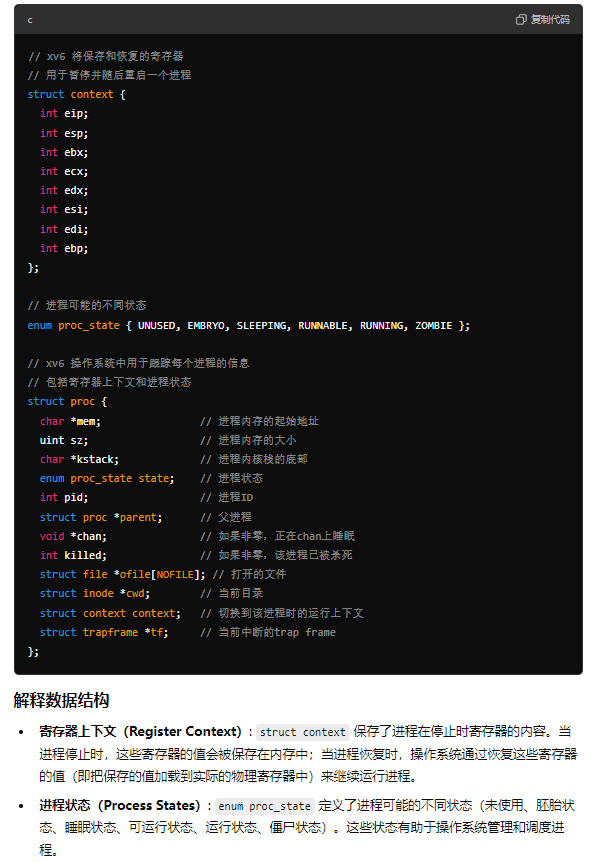 c
复制代码
// xv6 将保存和恢复的寄存器
// 用于暂停并随后重启一个进程
struct context {
  int eip;
  int esp;
  int ebx;
  int ecx;
  int edx;
  int esi;
  int edi;
  int ebp;
};
// 进程可能的不同状态
enum proc_state { UNUSED, EMBRYO, SLEEPING, RUNNABLE, RUNNING, ZOMBIE };
// xv6 操作系统中用于跟踪每个进程的信息
// 包括寄存器上下文和进程状态
struct proc {
  char *mem;                // 进程内存的起始地址
  uint sz;                  // 进程内存的大小
  char *kstack;             // 进程内核栈的底部
  enum proc_state state;    // 进程状态
  int pid;                  // 进程ID
  struct proc *parent;      // 父进程
  void *chan;               // 如果非零，正在chan上睡眠
  int killed;               // 如果非零，该进程已被杀死
  struct file *ofile[NOFILE]; // 打开的文件
  struct inode *cwd;        // 当前目录
  struct context context;   // 切换到该进程时的运行上下文
  struct trapframe *tf;     // 当前中断的trap frame
};
解释数据结构
• 寄存器上下文（Register Context）: struct context 保存了进程在停止时寄存器的内容。当
进程停止时，这些寄存器的值会被保存在内存中；当进程恢复时，操作系统通过恢复这些寄存器
的值（即把保存的值加载到实际的物理寄存器中）来继续运行进程。
• 进程状态（Process States）: enum proc_state 定义了进程可能的不同状态（未使用、胚胎状
态、睡眠状态、可运行状态、运行状态、僵尸状态）。这些状态有助于操作系统管理和调度进
程。